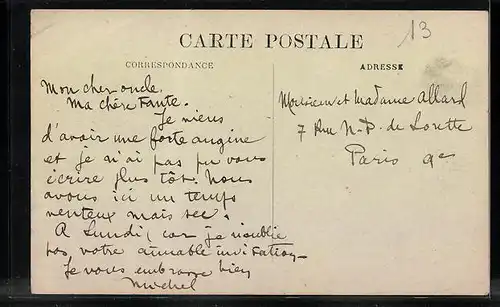 13
CARTE POSTALE
CORRESPONDANCE
ADRESSE
Mon cher oncle.
Ma chère Tante.
Je viens
d'avoir une forte angine
et je n'ai pas pu vous
écrire plus tôt. Nous
avons ici un temps
venteux mais sec.
A Lundi, car je n'oublie
pas votre aimable invitation.
Je vous embrasse bien
Michel
Monsieur et Madame Allard
7 Rue N-D. de Lorette
Paris 9e